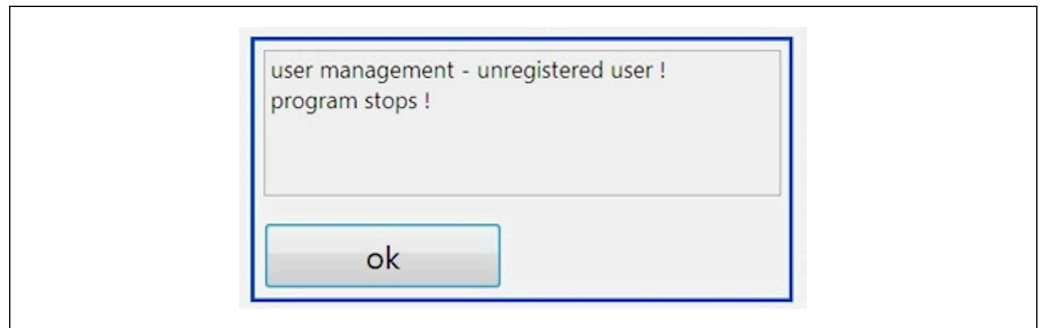 user management - unregistered user !
program stops !
ok